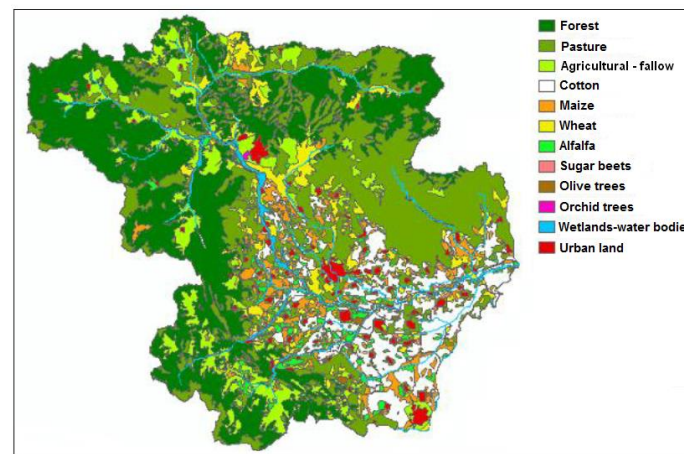 Forest
Pasture
Agricultural - fallow
Cotton
Maize
Wheat
Alfalfa
Sugar beets
Olive trees
Orchid trees
Wetlands-water bodie
Urban land